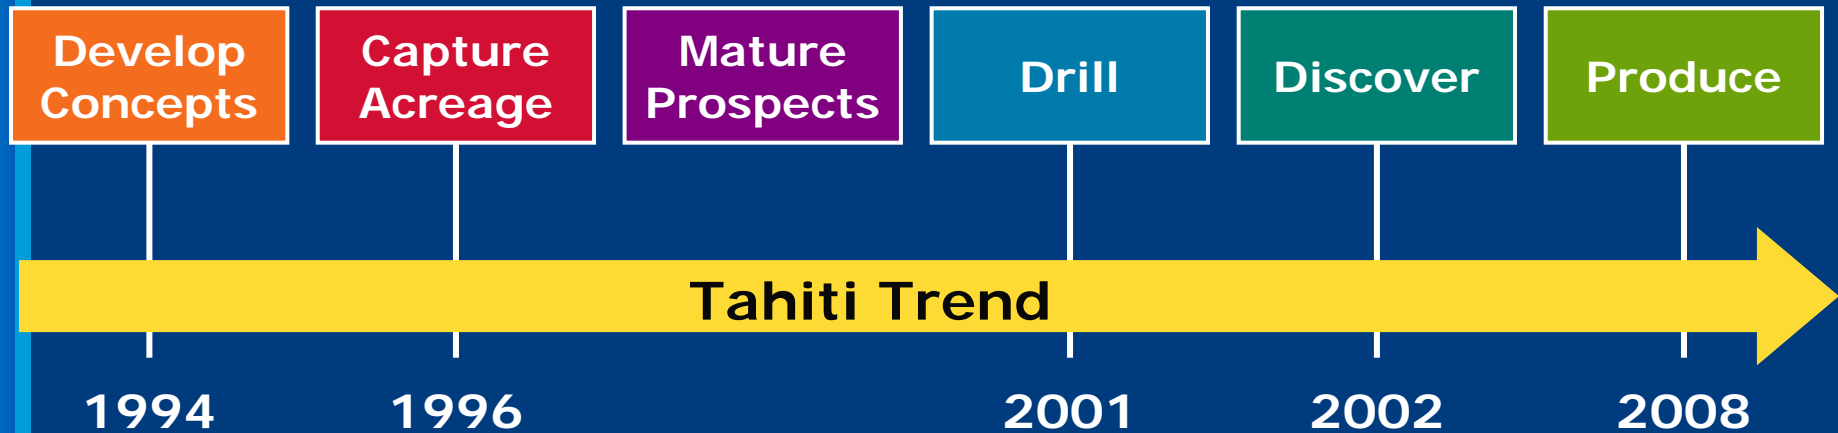 Develop
Concepts
Capture
Acreage
Mature
Prospects
Drill
Discover
Produce
Tahiti Trend
1994
1996
2001
2002
2008